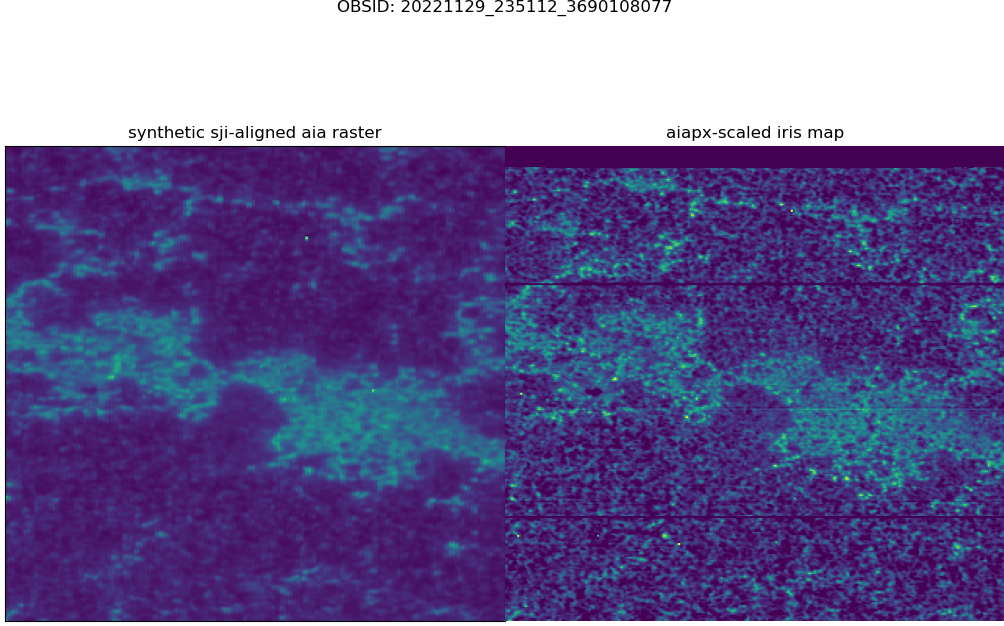 OBSID: 20221129_235112_3690108077
synthetic sji-aligned aia raster
aiapx-scaled iris map